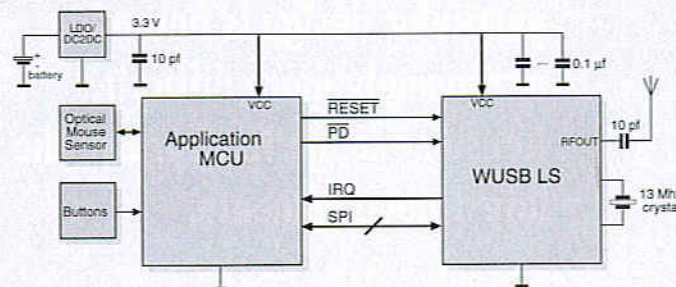 LDO/
DC2DC
3.3 V
+
-
battery
10 pf
0.1 µf
VCC
VCC
Optical
Mouse
Sensor
Application
MCU
RESET
PD
IRQ
SPI
WUSB LS
RFOUT
10 pf
Buttons
13 Mhz
crystal